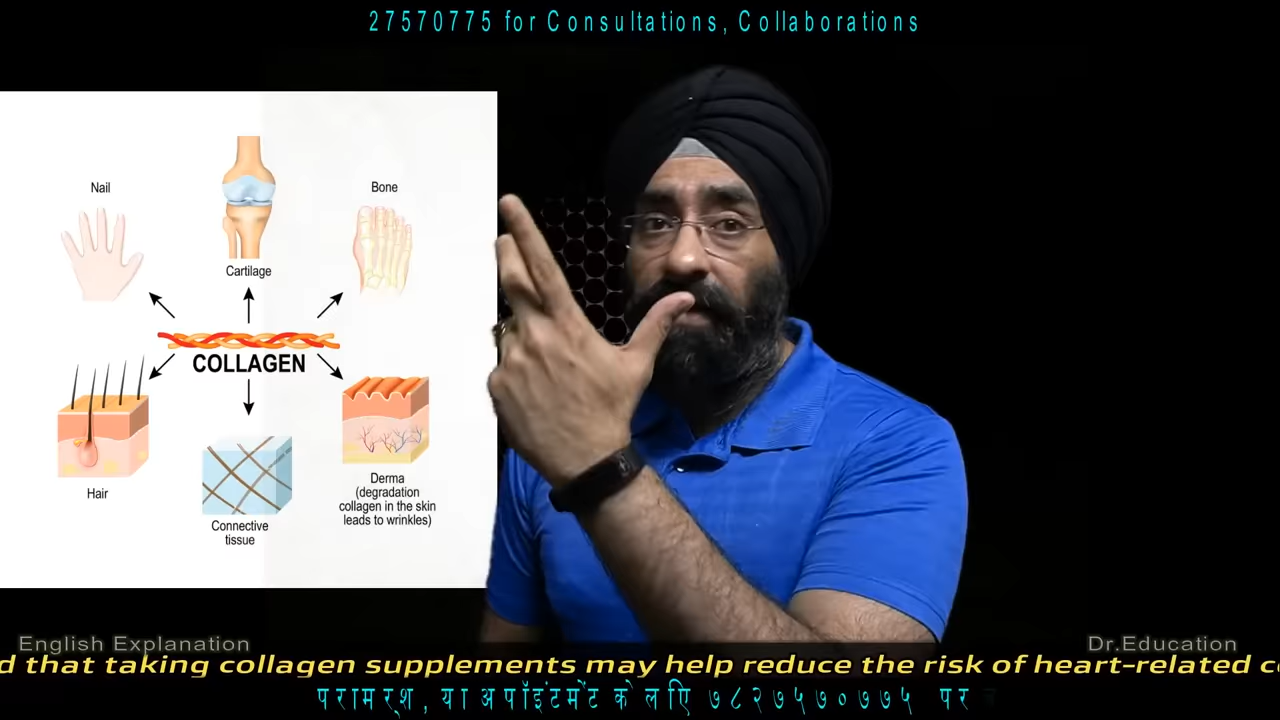 27570775 for Consultations, Collaborations
Nail
Cartilage
Bone
COLLAGEN
Hair
Connective
tissue
Derma
(degradation
collagen in the skin
leads to wrinkles)
English Explanation
Dr.Education
that taking collagen supplements may help reduce the risk of heart-related
परामर्श, या अपॉइंटमेंट के लिए ७८२७५७०७७५ पर